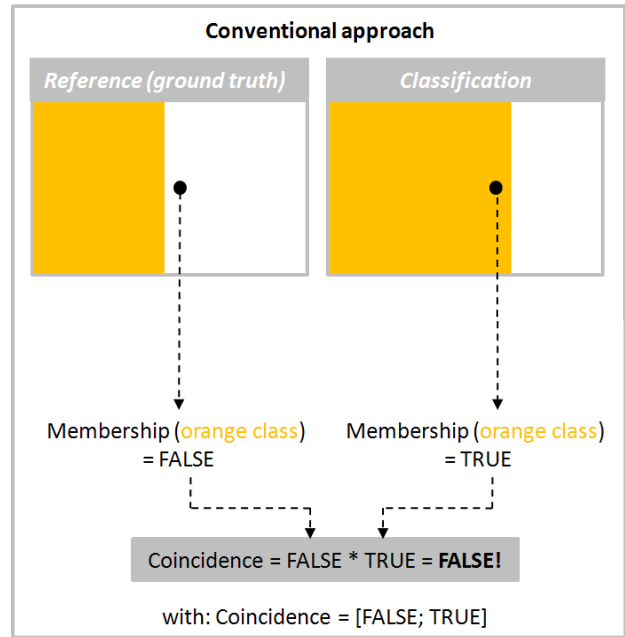 Conventional approach
Reference (ground truth)
Classification
Membership (orange class)
= FALSE
Membership (orange class)
= TRUE
Coincidence = FALSE * TRUE = FALSE!
with: Coincidence = [FALSE; TRUE]